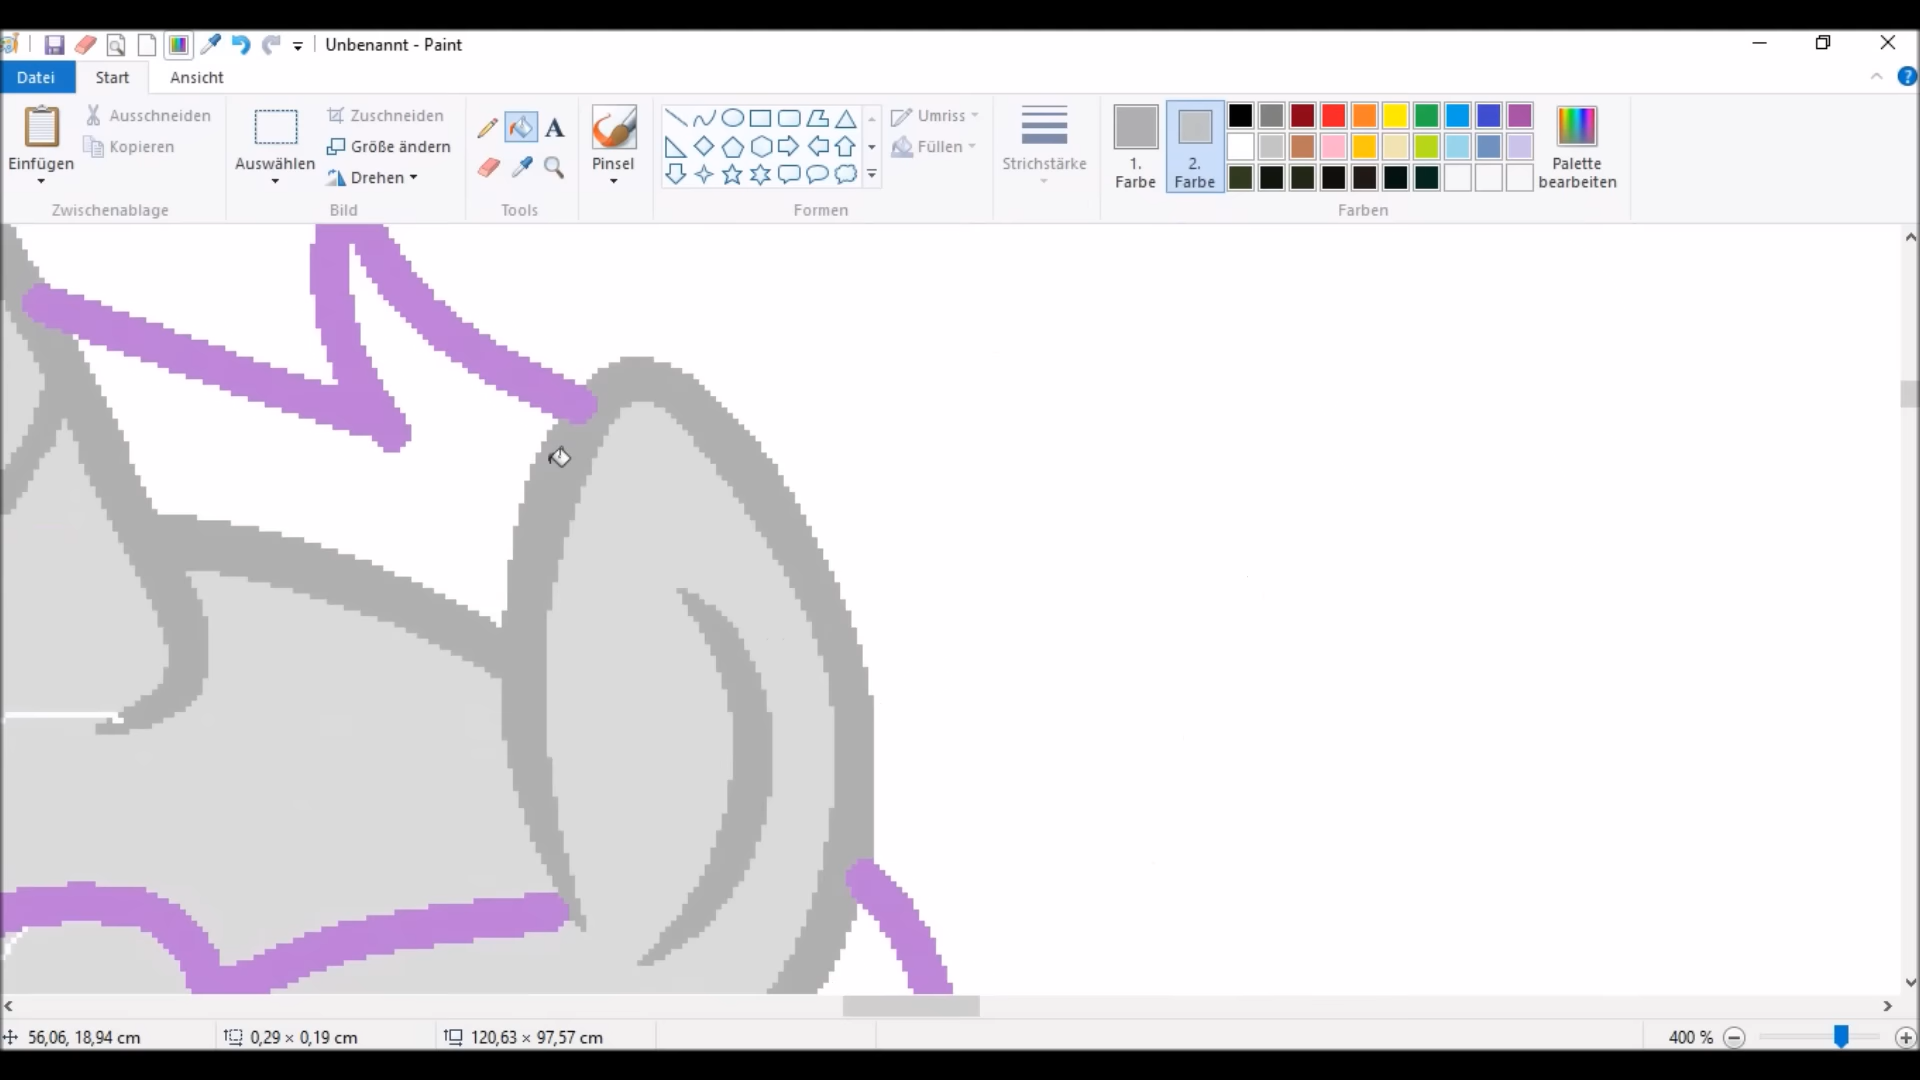 Unbenannt - Paint
Datei Start Ansicht
Ausschneiden Zuschneiden Umriss
Kopieren Größe ändern Füllen
Einfügen Auswählen Drehen A Pinsel Strichstärke 1. Farbe 2. Farbe Palette bearbeiten
Zwischenablage Bild Tools Formen Farben
56,06, 18,94 cm 0,29 × 0,19 cm 120,63 × 97,57 cm 400 %